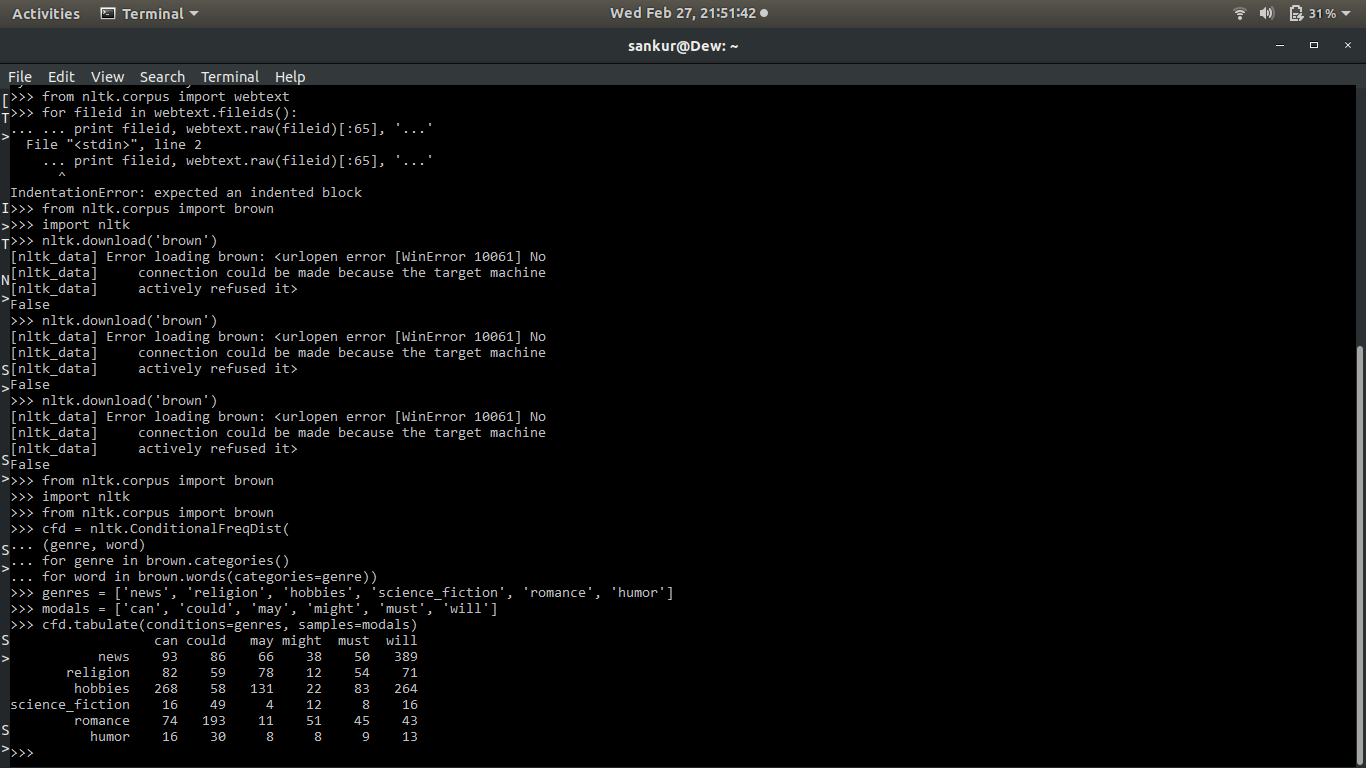 Activities Terminal Wed Feb 27, 21:51:42 31%
sankur@Dew: ~
File Edit View Search Terminal Help
>>> from nltk.corpus import webtext
>>> for fileid in webtext.fileids():
... ... print fileid, webtext.raw(fileid)[:65], '...'
  File "<stdin>", line 2
    ... print fileid, webtext.raw(fileid)[:65], '...'
      ^
IndentationError: expected an indented block
>>> from nltk.corpus import brown
>>> import nltk
>>> nltk.download('brown')
[nltk_data] Error loading brown: <urlopen error [WinError 10061] No
[nltk_data]     connection could be made because the target machine
[nltk_data]     actively refused it>
False
>>> nltk.download('brown')
[nltk_data] Error loading brown: <urlopen error [WinError 10061] No
[nltk_data]     connection could be made because the target machine
[nltk_data]     actively refused it>
False
>>> nltk.download('brown')
[nltk_data] Error loading brown: <urlopen error [WinError 10061] No
[nltk_data]     connection could be made because the target machine
[nltk_data]     actively refused it>
False
>>> from nltk.corpus import brown
>>> import nltk
>>> from nltk.corpus import brown
>>> cfd = nltk.ConditionalFreqDist(
... (genre, word)
... for genre in brown.categories()
... for word in brown.words(categories=genre))
>>> genres = ['news', 'religion', 'hobbies', 'science_fiction', 'romance', 'humor']
>>> modals = ['can', 'could', 'may', 'might', 'must', 'will']
>>> cfd.tabulate(conditions=genres, samples=modals)
                  can could   may might  must  will
           news    93    86    66    38    50   389
       religion    82    59    78    12    54    71
        hobbies   268    58   131    22    83   264
science_fiction    16    49     4    12     8    16
        romance    74   193    11    51    45    43
          humor    16    30     8     8     9    13
>>>